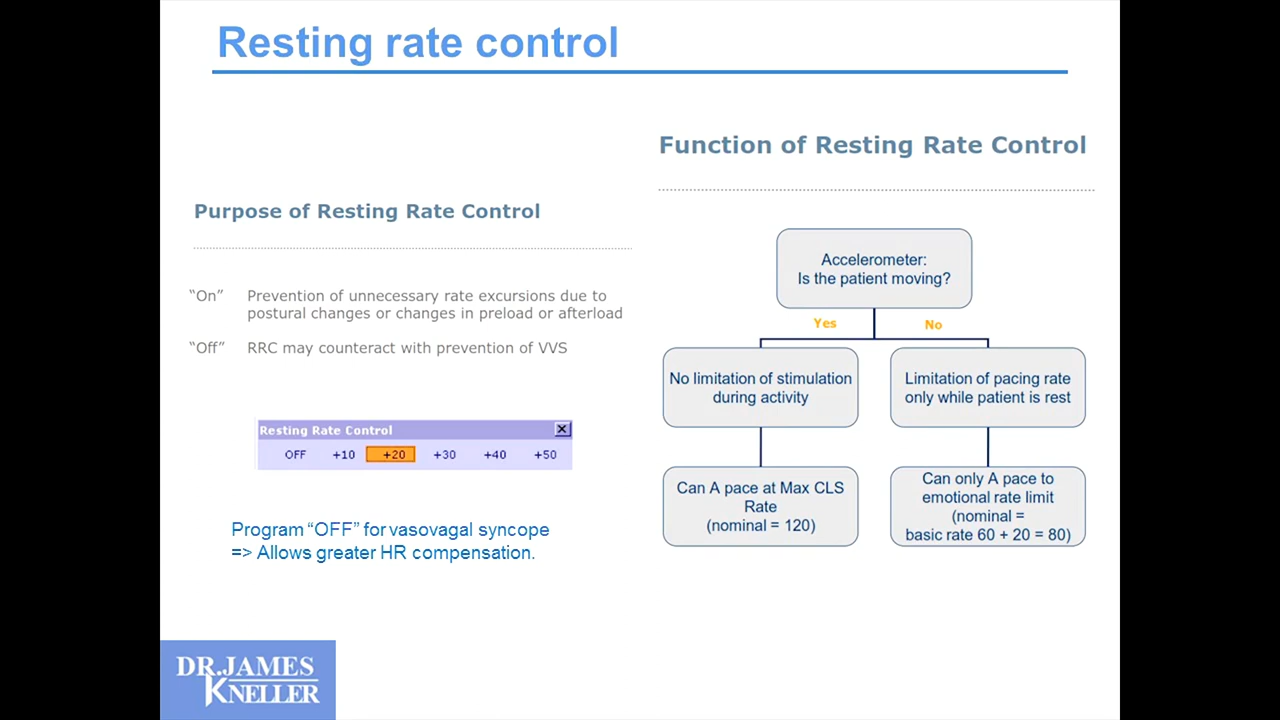 Resting rate control
Purpose of Resting Rate Control
“On” Prevention of unnecessary rate excursions due to
postural changes or changes in preload or afterload
“Off” RRC may counteract with prevention of VVS
Resting Rate Control X
OFF +10 +20 +30 +40 +50
Program “OFF” for vasovagal syncope
=> Allows greater HR compensation.
Function of Resting Rate Control
Accelerometer:
Is the patient moving?
Yes No
No limitation of stimulation
during activity
Limitation of pacing rate
only while patient is rest
Can A pace at Max CLS
Rate
(nominal = 120)
Can only A pace to
emotional rate limit
(nominal =
basic rate 60 + 20 = 80)
DR.JAMES
KNELLER